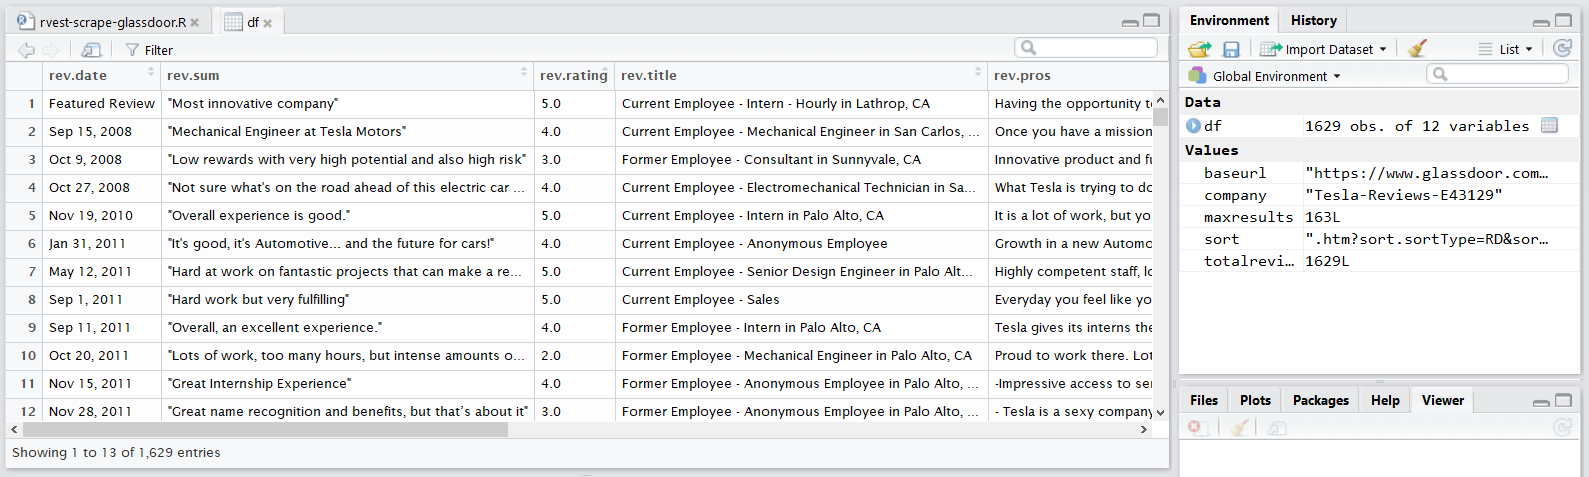 rvest-scrape-glassdoor.R df
Filter
rev.date rev.sum rev.rating rev.title rev.pros
1 Featured Review "Most innovative company" 5.0 Current Employee - Intern - Hourly in Lathrop, CA Having the opportunity t
2 Sep 15, 2008 "Mechanical Engineer at Tesla Motors" 4.0 Current Employee - Mechanical Engineer in San Carlos, ... Once you have a mission
3 Oct 9, 2008 "Low rewards with very high potential and also high risk" 3.0 Former Employee - Consultant in Sunnyvale, CA Innovative product and fu
4 Oct 27, 2008 "Not sure what's on the road ahead of this electric car ... 4.0 Current Employee - Electromechanical Technician in Sa... What Tesla is trying to do
5 Nov 19, 2010 "Overall experience is good." 5.0 Current Employee - Intern in Palo Alto, CA It is a lot of work, but yo
6 Jan 31, 2011 "It's good, it's Automotive... and the future for cars!" 4.0 Current Employee - Anonymous Employee Growth in a new Automo
7 May 12, 2011 "Hard at work on fantastic projects that can make a re... 5.0 Current Employee - Senior Design Engineer in Palo Alt... Highly competent staff, lo
8 Sep 1, 2011 "Hard work but very fulfilling" 5.0 Current Employee - Sales Everyday you feel like yo
9 Sep 11, 2011 "Overall, an excellent experience." 4.0 Former Employee - Intern in Palo Alto, CA Tesla gives its interns the
10 Oct 20, 2011 "Lots of work, too many hours, but intense amounts o... 2.0 Former Employee - Mechanical Engineer in Palo Alto, CA Proud to work there. Lot
11 Nov 15, 2011 "Great Internship Experience" 4.0 Former Employee - Anonymous Employee in Palo Alto, ... -Impressive access to se
12 Nov 28, 2011 "Great name recognition and benefits, but that's about it" 3.0 Former Employee - Anonymous Employee in Palo Alto, ... - Tesla is a sexy company
Showing 1 to 13 of 1,629 entries
Environment History
Import Dataset List
Global Environment
Data
df 1629 obs. of 12 variables
Values
baseurl "https://www.glassdoor.com…
company "Tesla-Reviews-E43129"
maxresults 163L
sort ".htm?sort.sortType=RD&sor…
totalrevi… 1629L
Files Plots Packages Help Viewer